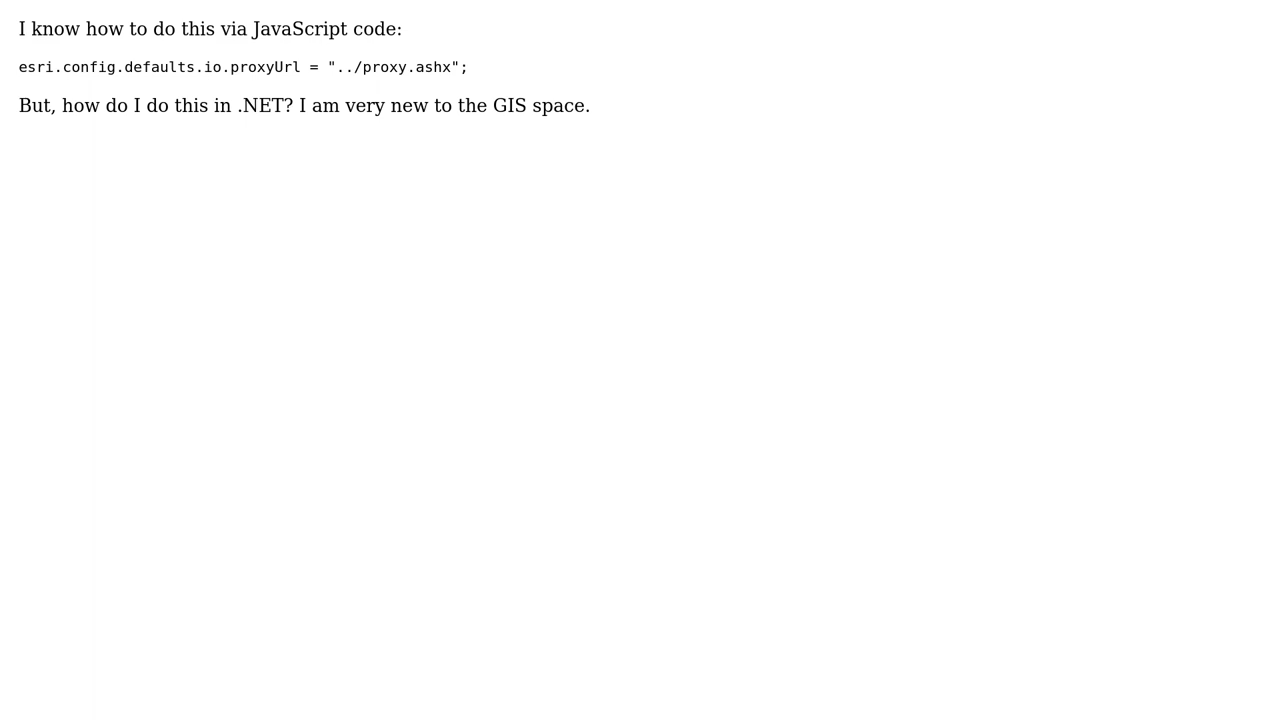 I know how to do this via JavaScript code:
esri.config.defaults.io.proxyUrl = "../proxy.ashx";
But, how do I do this in .NET? I am very new to the GIS space.